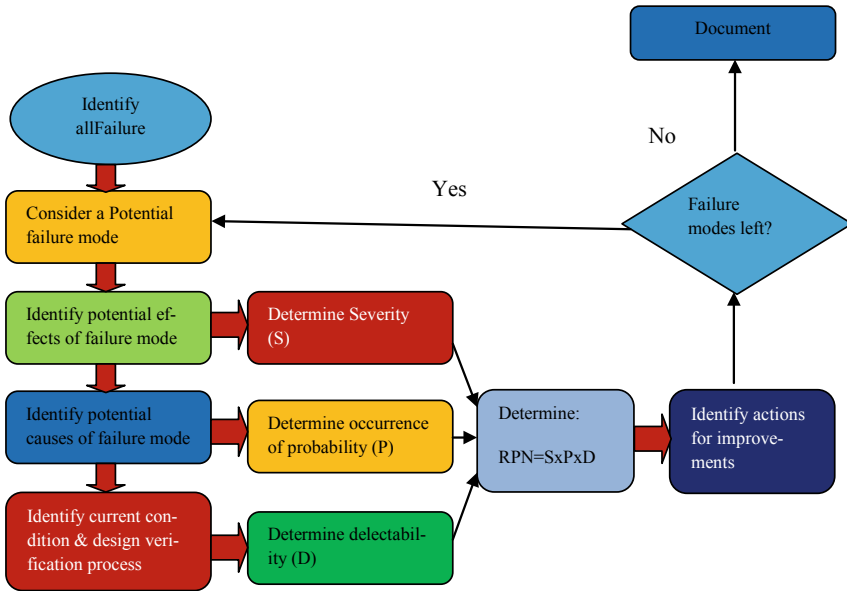 Document
Identify
allFailure
No
Yes
Consider a Potential
failure mode
Failure
modes left?
Identify potential ef-
fects of failure mode
Determine Severity
(S)
Identify potential
causes of failure mode
Determine occurrence
of probability (P)
Determine:
RPN=SxPxD
Identify actions
for improve-
ments
Identify current con-
dition & design veri-
fication process
Determine delectabil-
ity (D)